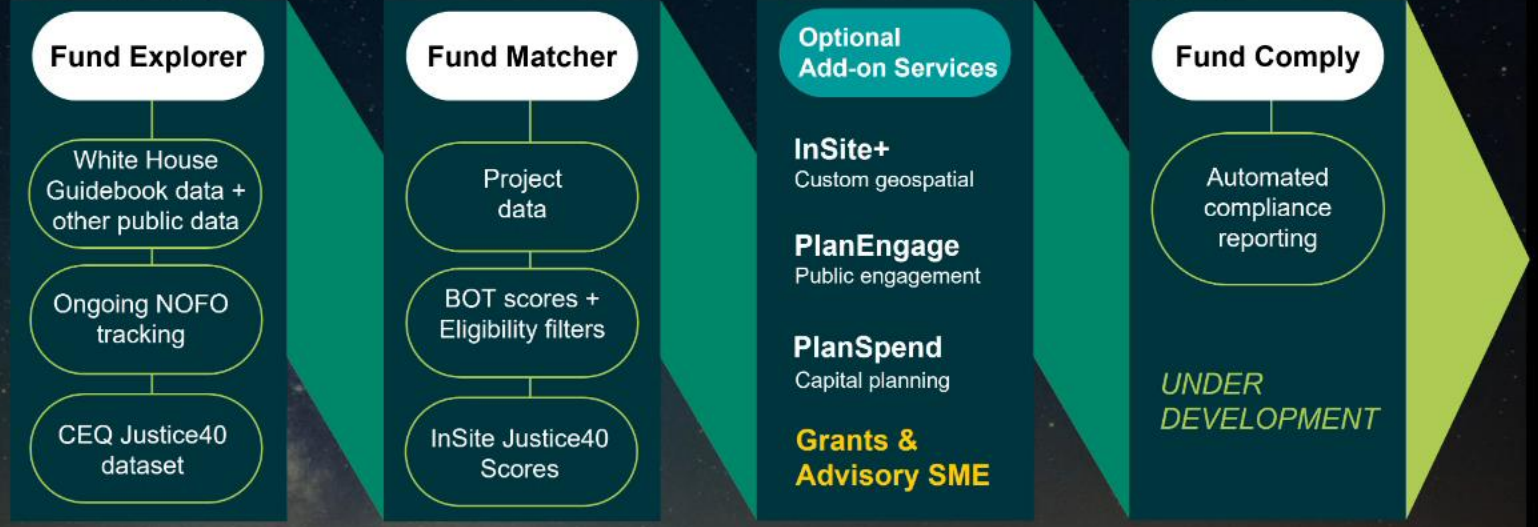 Fund Explorer
White House
Guidebook data +
other public data
Ongoing NOFO
tracking
CEQ Justice40
dataset
Fund Matcher
Project
data
BOT scores +
Eligibility filters
InSite Justice40
Scores
Optional
Add-on Services
InSite+
Custom geospatial
PlanEngage
Public engagement
PlanSpend
Capital planning
Grants &
Advisory SME
Fund Comply
Automated
compliance
reporting
UNDER
DEVELOPMENT